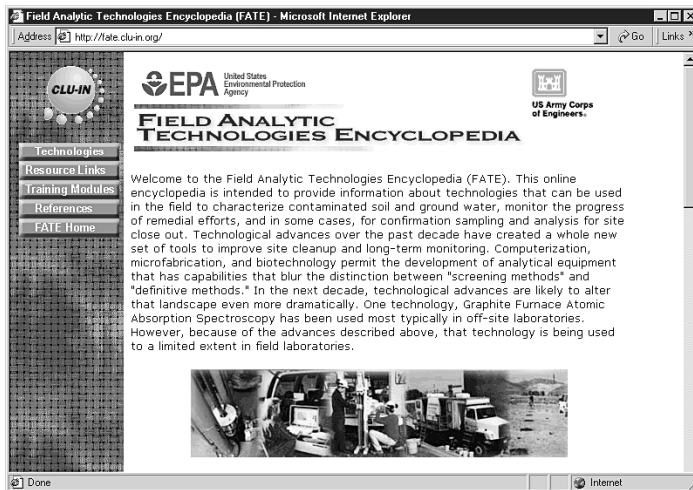 Field Analytic Technologies Encyclopedia (FATE) - Microsoft Internet Explorer
Address http://fate.clu-in.org/ Go Links »
CLU-IN
EPA United States
Environmental Protection
Agency
US Army Corps
of Engineers®
FIELD ANALYTIC
TECHNOLOGIES ENCYCLOPEDIA
Technologies
Resource Links
Training Modules
References
FATE Home
Welcome to the Field Analytic Technologies Encyclopedia (FATE). This online
encyclopedia is intended to provide information about technologies that can be used
in the field to characterize contaminated soil and ground water, monitor the progress
of remedial efforts, and in some cases, for confirmation sampling and analysis for site
close out. Technological advances over the past decade have created a whole new
set of tools to improve site cleanup and long-term monitoring. Computerization,
microfabrication, and biotechnology permit the development of analytical equipment
that has capabilities that blur the distinction between "screening methods" and
"definitive methods." In the next decade, technological advances are likely to alter
that landscape even more dramatically. One technology, Graphite Furnace Atomic
Absorption Spectroscopy has been used most typically in off-site laboratories.
However, because of the advances described above, that technology is being used
to a limited extent in field laboratories.
Done Internet